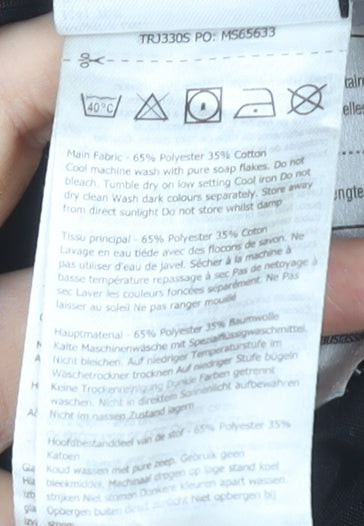 TRJ330S PO: MS65633
40°C
Main Fabric - 65% Polyester 35% Cotton
Cool machine wash with pure soap flakes. Do not
bleach. Tumble dry on low setting Cool iron Do not
dry clean Wash dark colours separately. Store away
from direct sunlight Do not store whilst damp
Tissu principal - 65% Polyester 35% Coton
Lavage en eau tiède avec des flocons de savon. Ne
pas utiliser d'eau de javel. Sécher à la machine à
basse température repassage à sec Pas de netoyage à
sec Laver les couleurs foncées séparément. Ne Pas
laisser au soleil Ne pas ranger mouillé
Hauptmaterial - 65% Polyester 35% Baumwolle
Kalte Maschinenwäsche mit Spezialflüssigwaschmittel.
Nicht bleichen. Auf niedriger Temperaturstufe im
Wäschetrockner trocknen Auf niedriger Stufe bügeln
Keine Trockenreinigung Dunkle Farben getrennt
waschen. Nicht in direktem Sonnenlicht aufbewahren
Nicht im nassen Zustand lagern
Hoofdbestanddeel van de stof - 65% Polyester 35%
Katoen
Koud wassen met pure zeep. Gebruik geen
bleekmiddel. Machinaal drogen op lage stand koel
strijken Niet stomen Donkere kleuren apart wassen.
Opbergen buiten direct zonlicht Niet opbergen bij